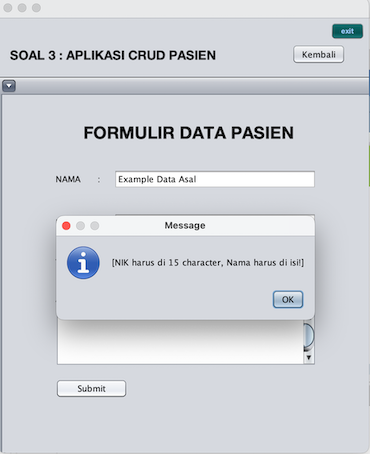 exit
SOAL 3 : APLIKASI CRUD PASIEN
Kembali
FORMULIR DATA PASIEN
NAMA : Example Data Asal
Message
[NIK harus di 15 character, Nama harus di isi!]
OK
Submit